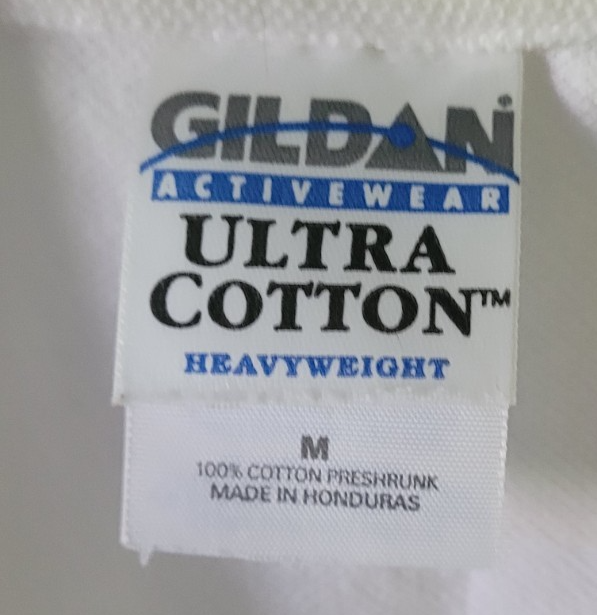 GILDAN®
ACTIVEWEAR
ULTRA
COTTON™
HEAVYWEIGHT
M
100% COTTON PRESHRUNK
MADE IN HONDURAS